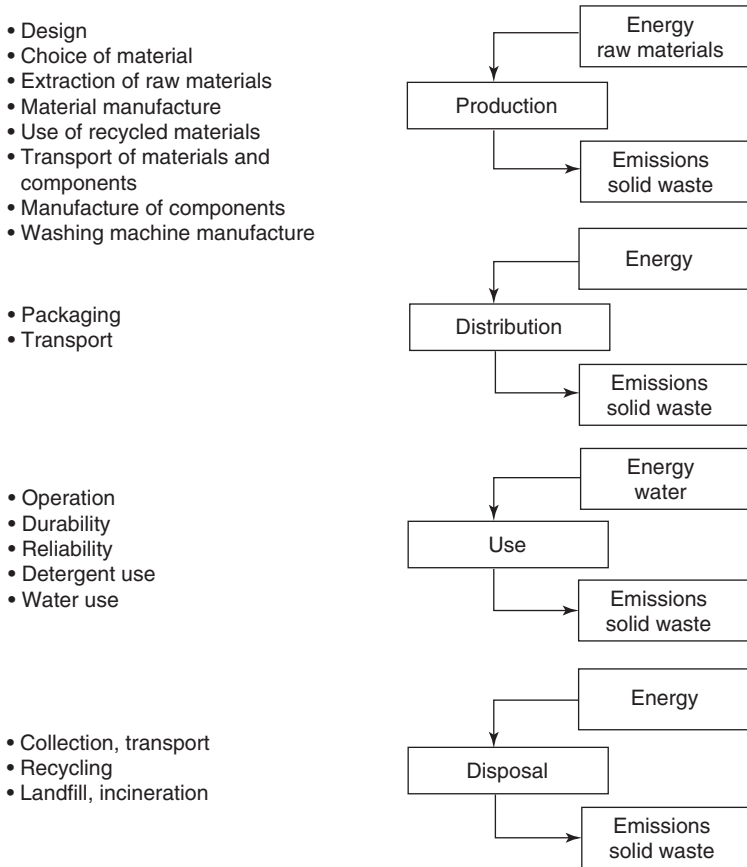 • Design
• Choice of material
• Extraction of raw materials
• Material manufacture
• Use of recycled materials
• Transport of materials and
components
• Manufacture of components
• Washing machine manufacture
Energy
raw materials
Production
Emissions
solid waste
• Packaging
• Transport
Energy
Distribution
Emissions
solid waste
• Operation
• Durability
• Reliability
• Detergent use
• Water use
Energy
water
Use
Emissions
solid waste
• Collection, transport
• Recycling
• Landfill, incineration
Energy
Disposal
Emissions
solid waste